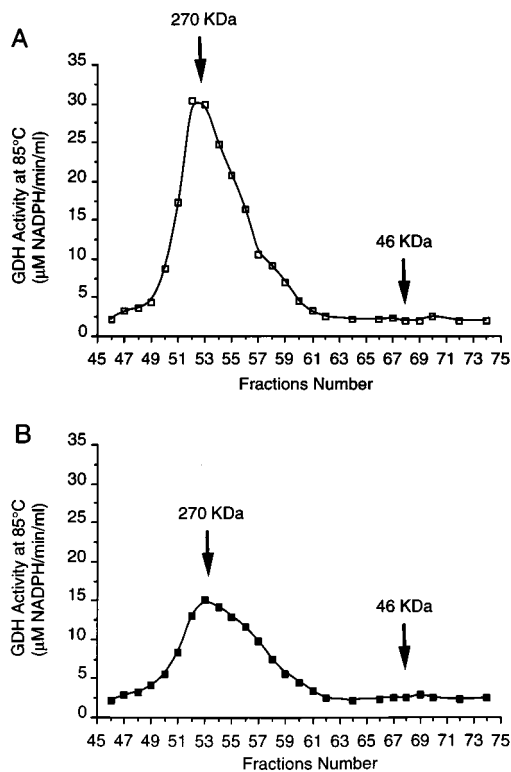 A
270 KDa
46 KDa
GDH Activity at 85°C
(µM NADPH/min/ml)
35
30
25
20
15
10
5
0
45 47 49 51 53 55 57 59 61 63 65 67 69 71 73 75
Fractions Number
B
270 KDa
46 KDa
GDH Activity at 85°C
(µM NADPH/min/ml)
35
30
25
20
15
10
5
0
45 47 49 51 53 55 57 59 61 63 65 67 69 71 73 75
Fractions Number